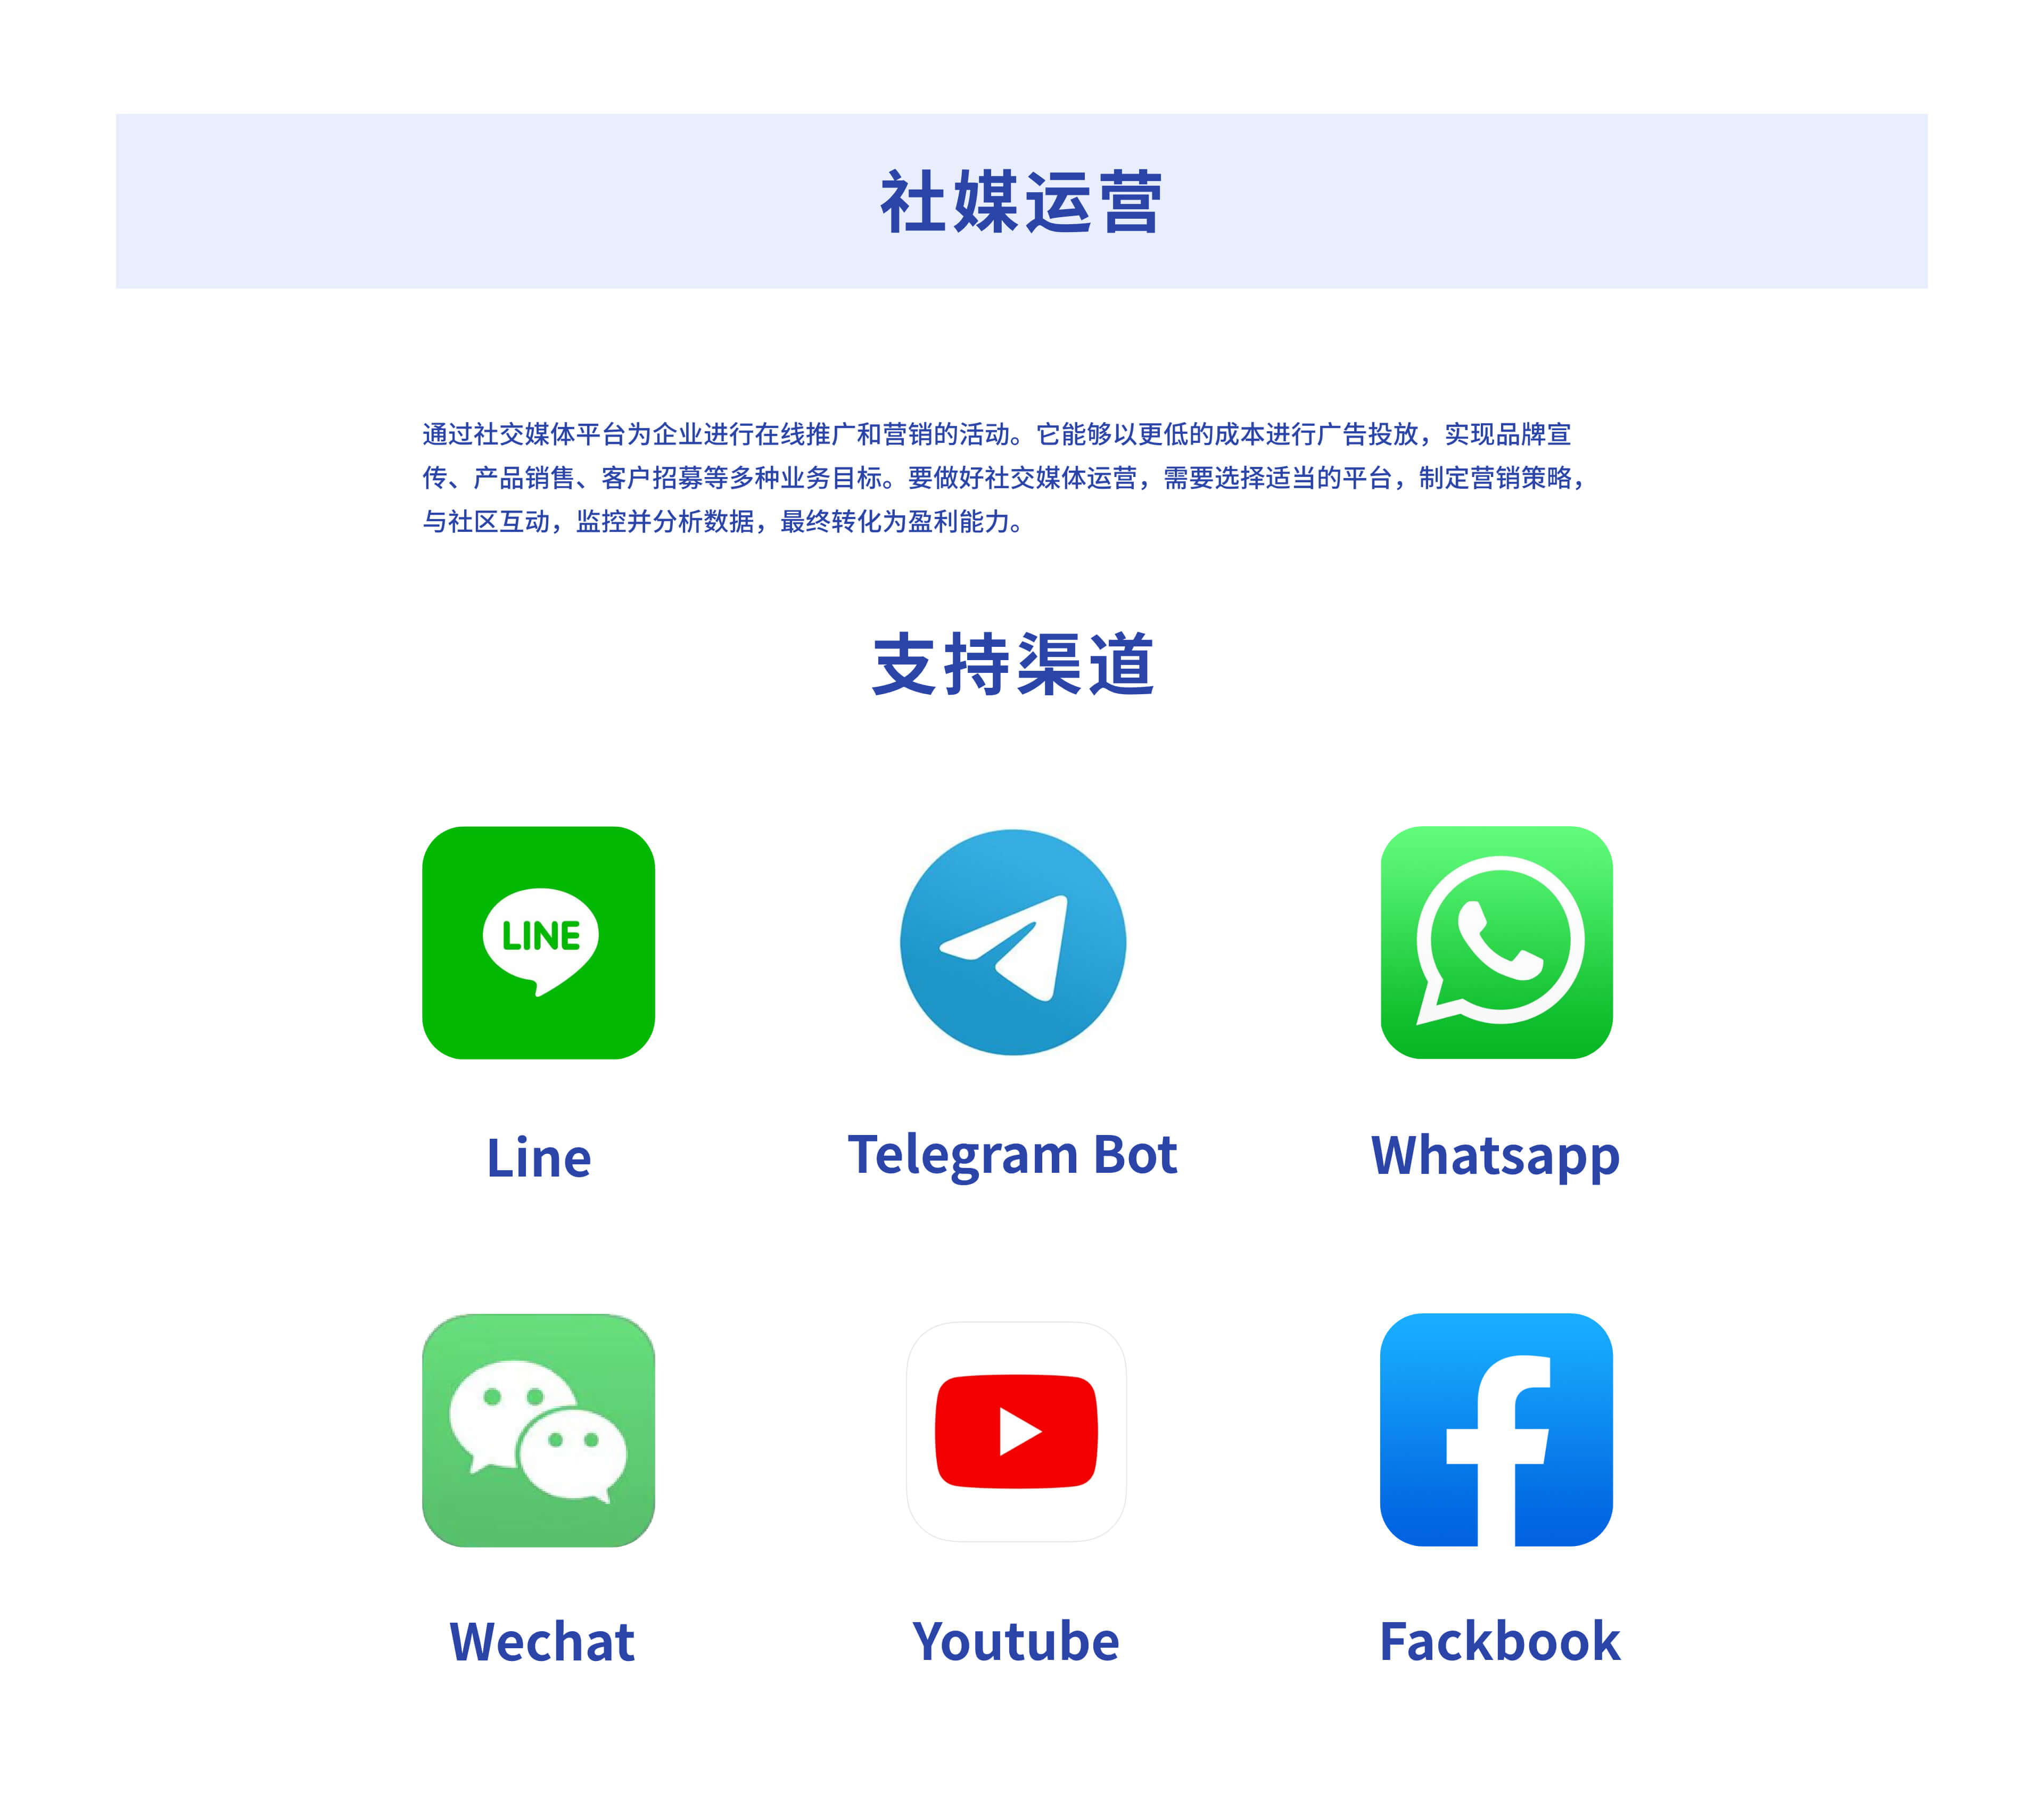 社媒运营
通过社交媒体平台为企业进行在线推广和营销的活动。它能够以更低的成本进行广告投放，实现品牌宣
传、产品销售、客户招募等多种业务目标。要做好社交媒体运营，需要选择适当的平台，制定营销策略，
与社区互动，监控并分析数据，最终转化为盈利能力。
支持渠道
LINE
Line
Telegram Bot
Whatsapp
Wechat
Youtube
Fackbook